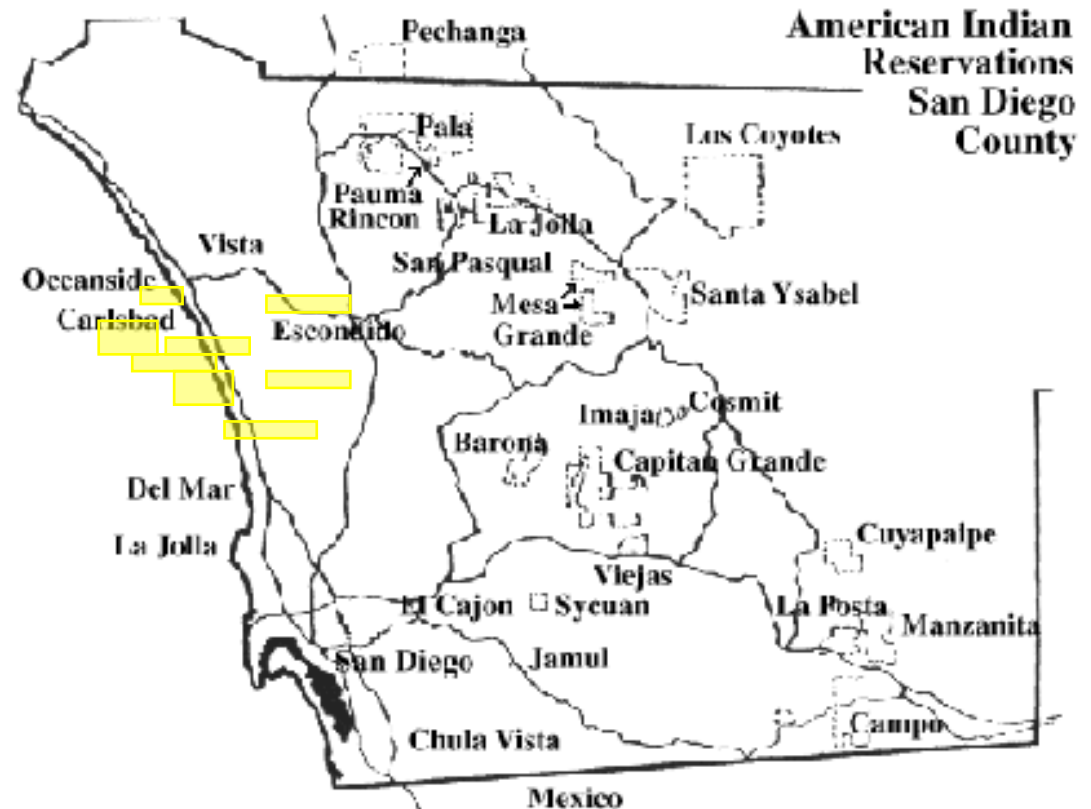 American Indian
Reservations
San Diego
County
Pechanga
Pala
Los Coyotes
Pauma
Rincon
La Jolla
Vista
San Pasqual
Oceanside
Mesa
Grande
Santa Ysabel
Carlsbad
Escondido
Imaja
Cosmit
Barona
Capitan Grande
Del Mar
La Jolla
Cuyapaipe
Viejas
El Cajon
Sycuan
La Posta
Manzanita
San Diego
Jamul
Campo
Chula Vista
Mexico